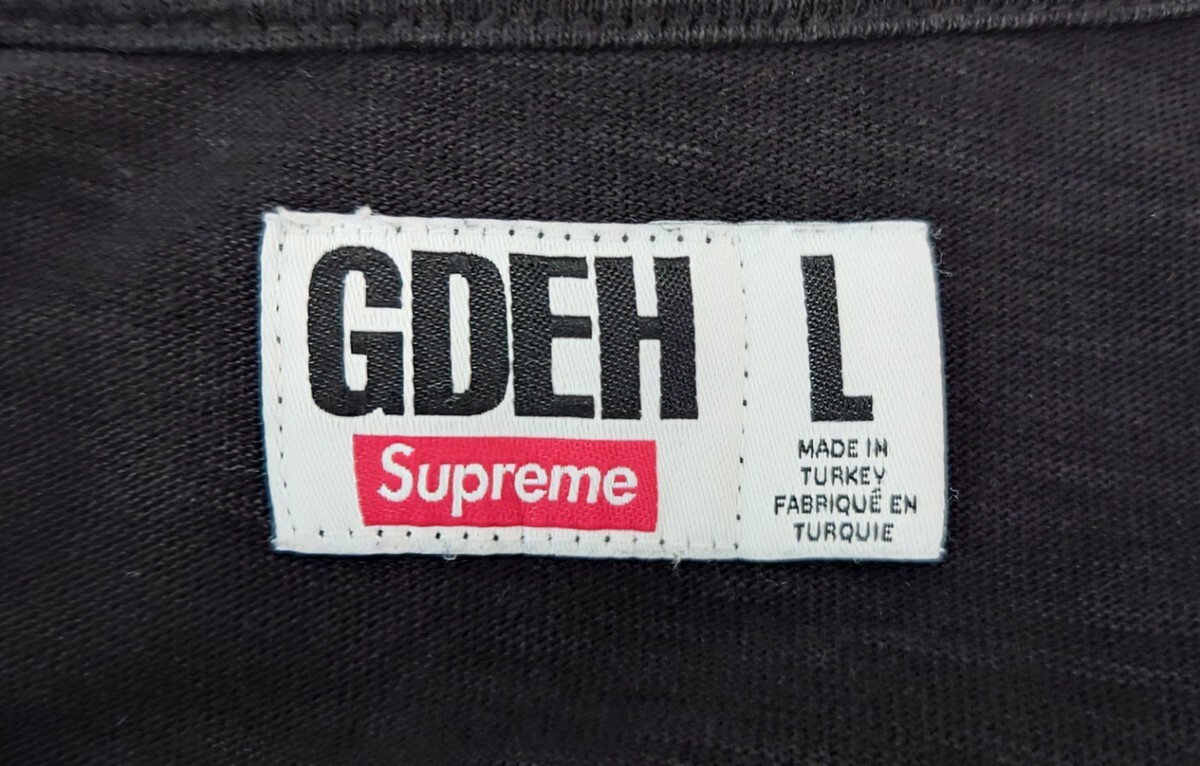 GDEH
Supreme
L
MADE IN
TURKEY
FABRIQUÉ EN
TURQUIE